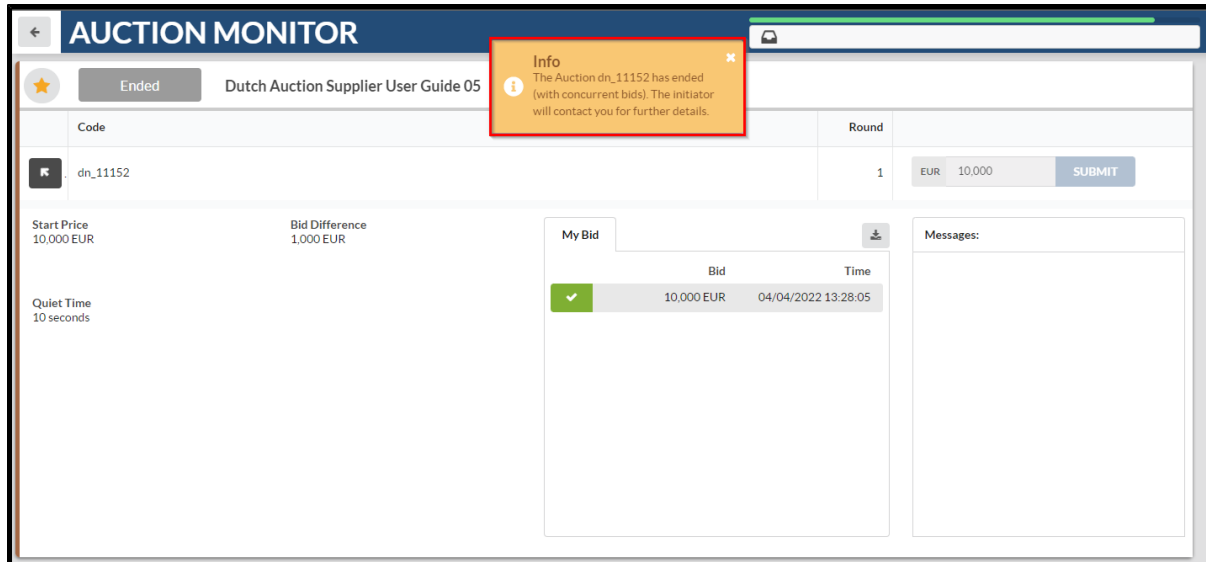 AUCTION MONITOR
Info
The Auction dn_11152 has ended
(with concurrent bids). The initiator
will contact you for further details.
Ended
Dutch Auction Supplier User Guide 05
Code
Round
dn_11152
1
EUR
10,000
SUBMIT
Start Price
10,000 EUR
Bid Difference
1,000 EUR
Quiet Time
10 seconds
My Bid
Bid
Time
10,000 EUR
04/04/2022 13:28:05
Messages: